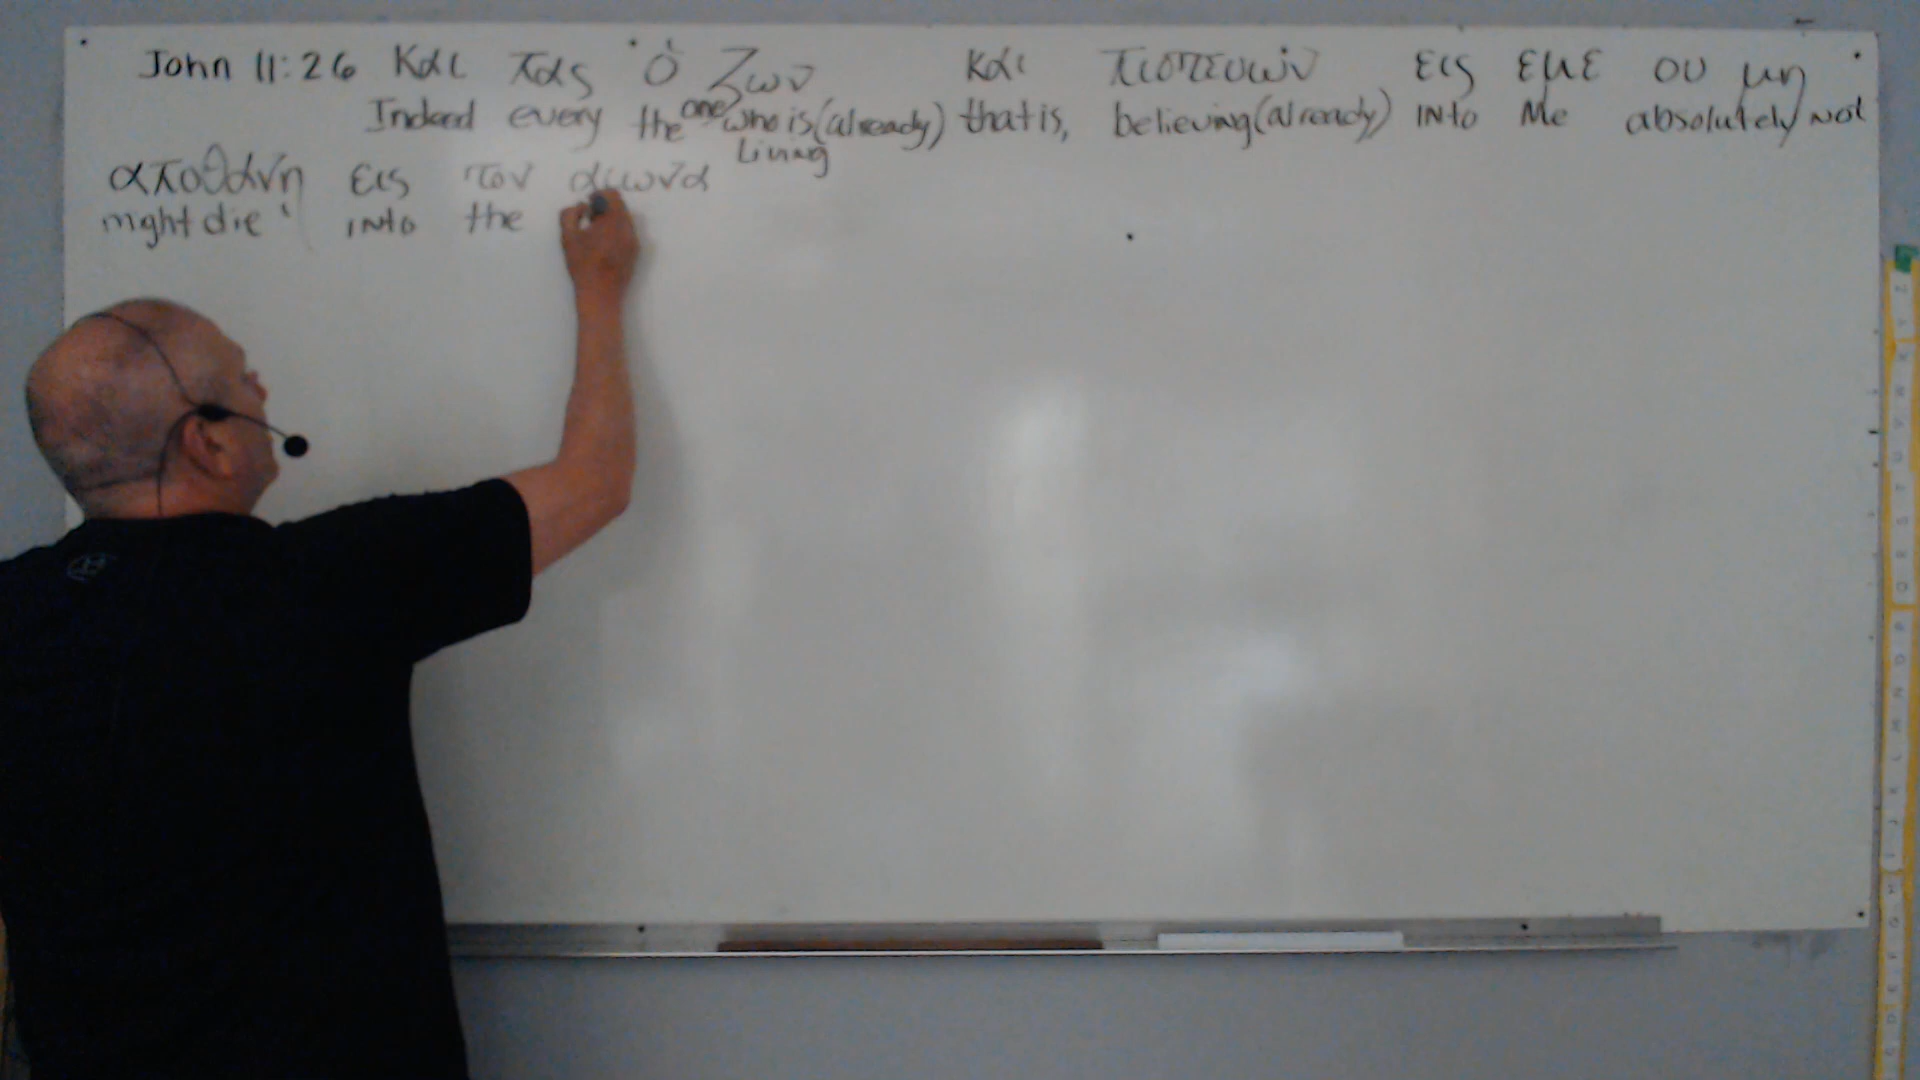 John 11:26 Και πας ὁ Ζων και πιστευων εις εμε ου μη
Indeed every the one who is (already) that is, believing (already) INto Me absolutely not
Living
αποθανη εις τον αιωνα
might die INto the